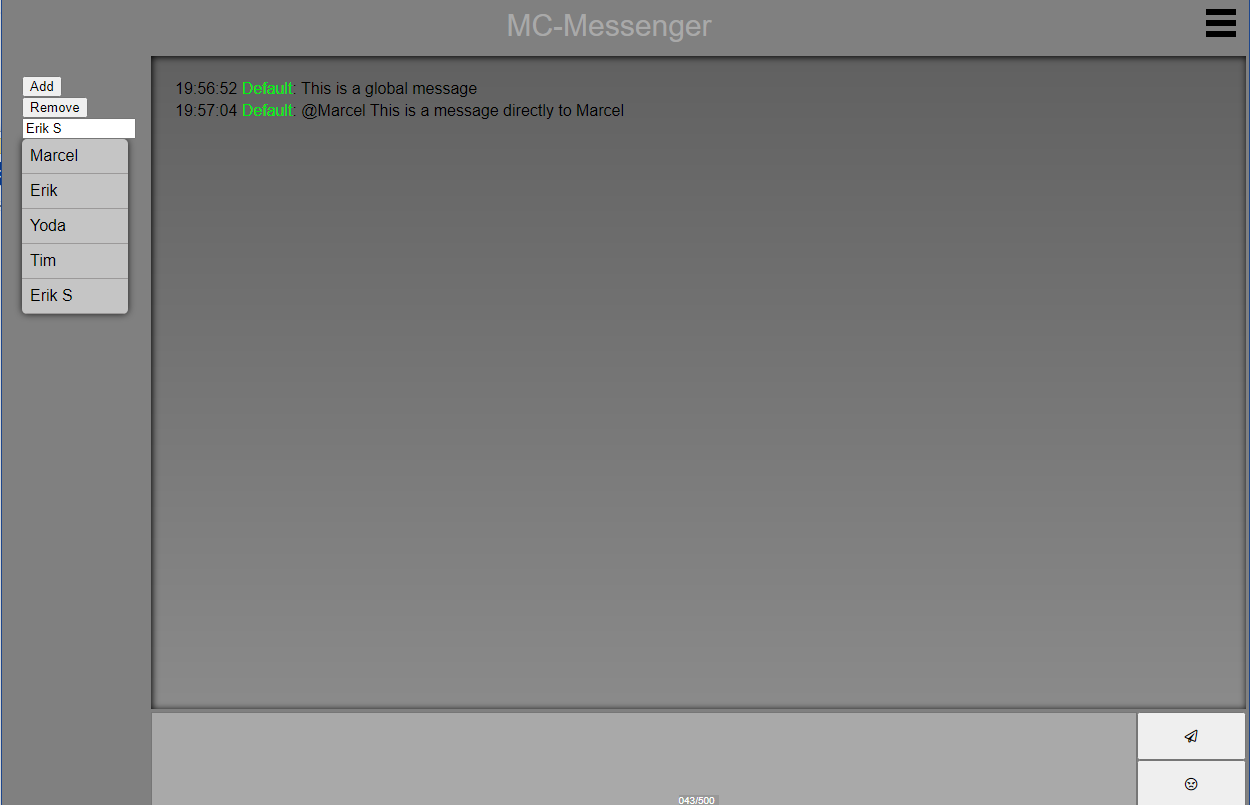 MC-Messenger
Add
Remove
Erik S
Marcel
Erik
Yoda
Tim
Erik S
19:56:52 Default: This is a global message
19:57:04 Default: @Marcel This is a message directly to Marcel
043/500